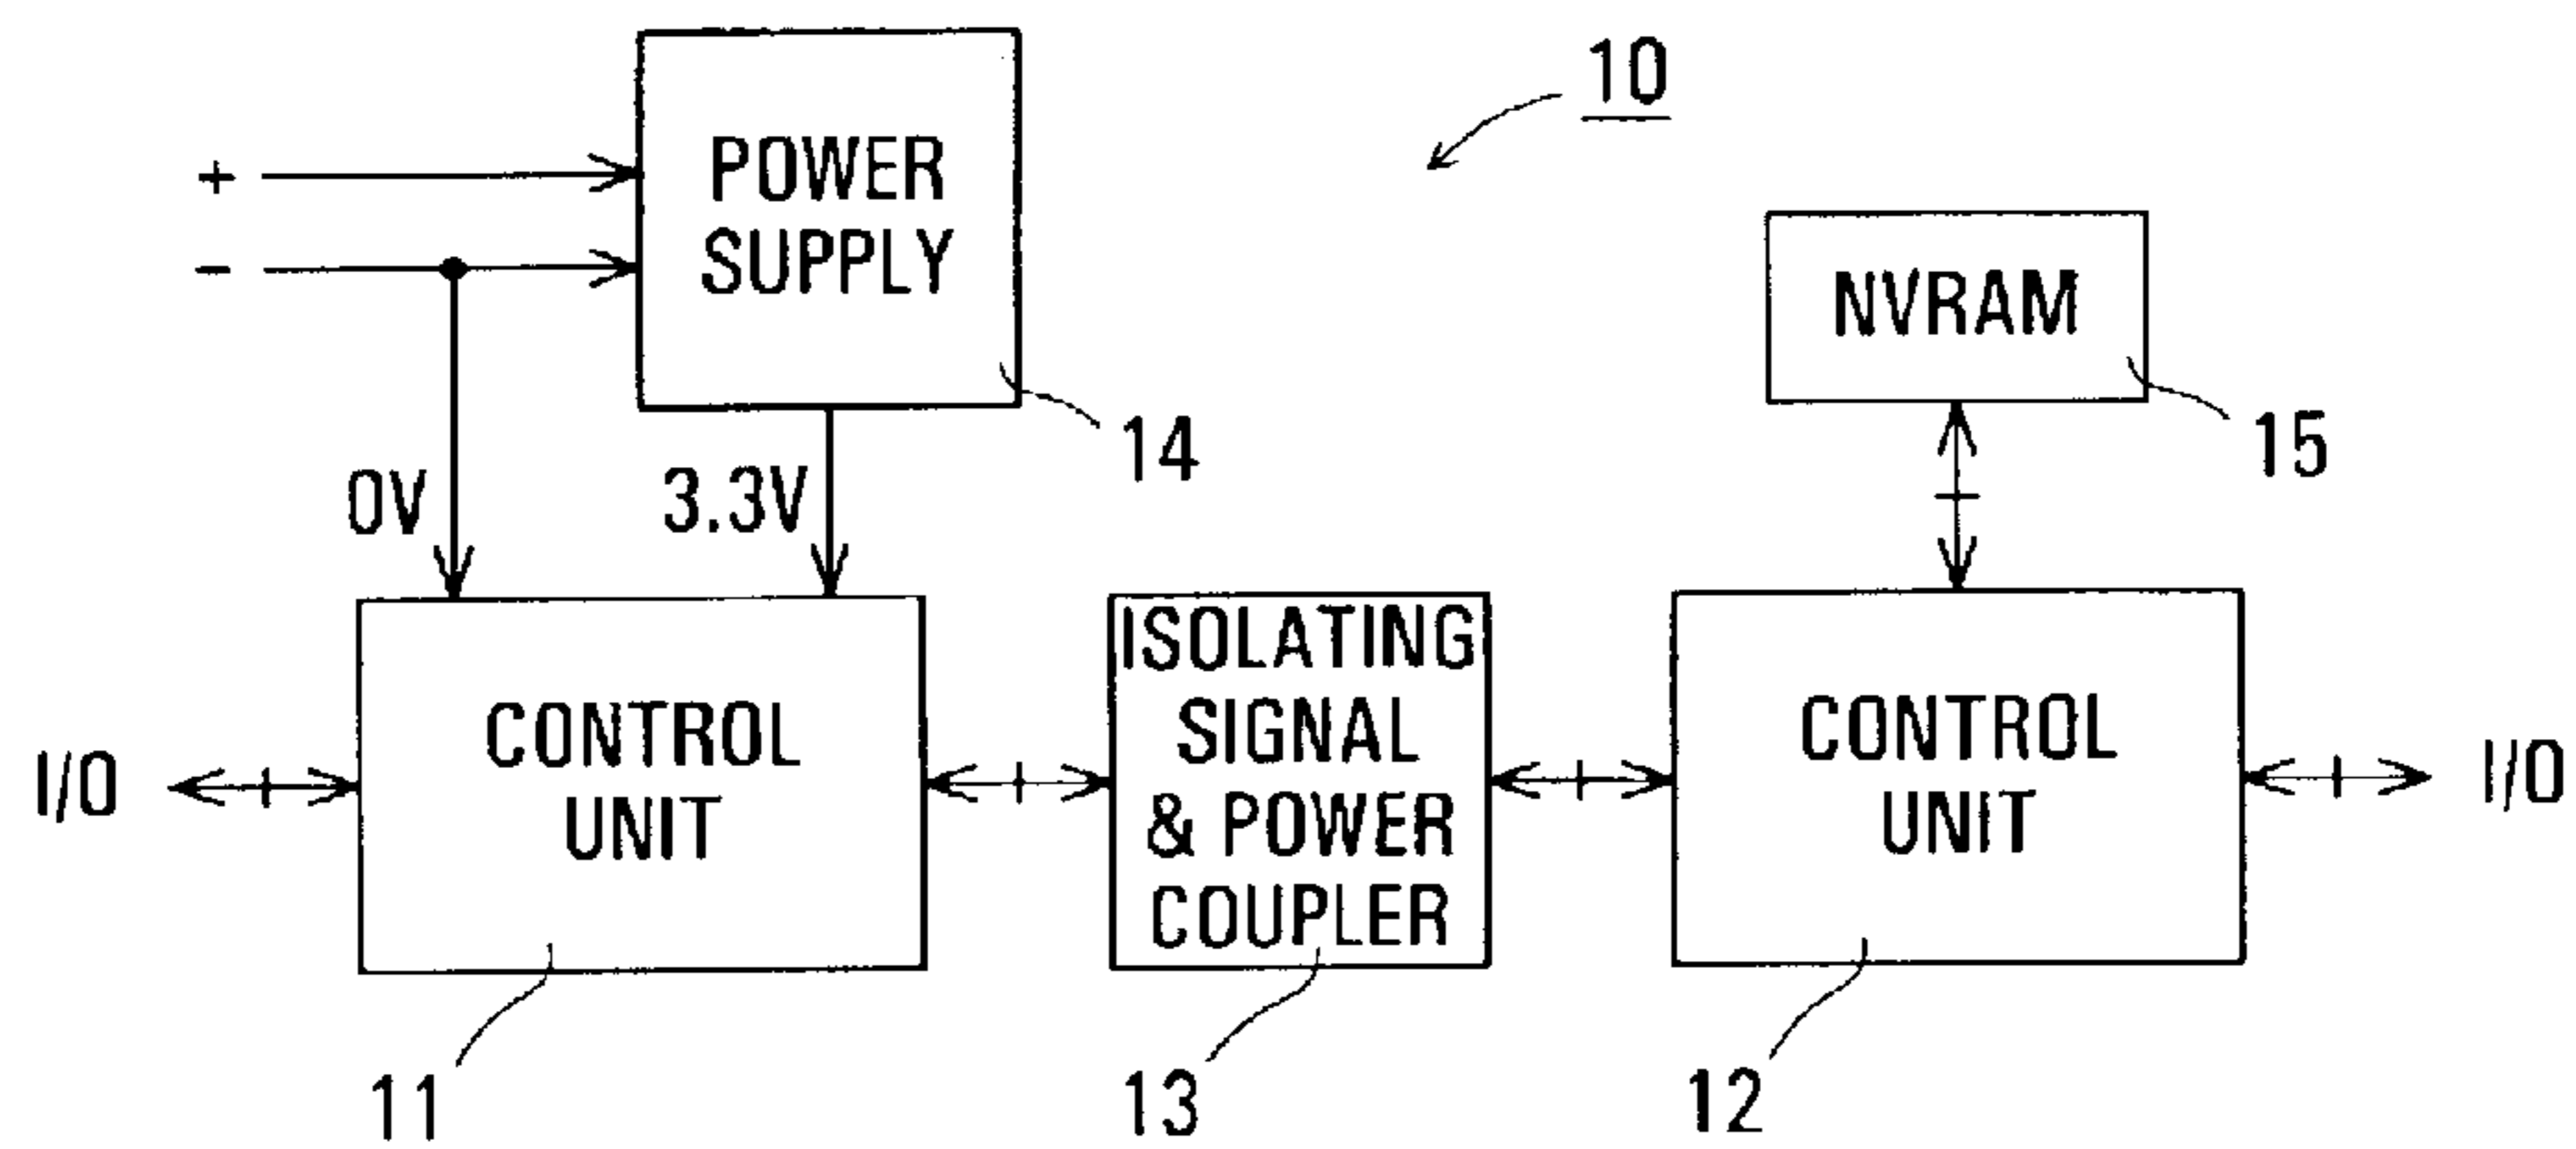 10
+
-
POWER
SUPPLY
14
NVRAM
15
0V
3.3V
I/O
CONTROL
UNIT
11
ISOLATING
SIGNAL
& POWER
COUPLER
13
CONTROL
UNIT
12
I/O